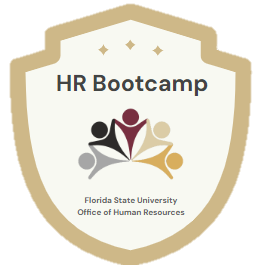 HR Bootcamp
Florida State University
Office of Human Resources